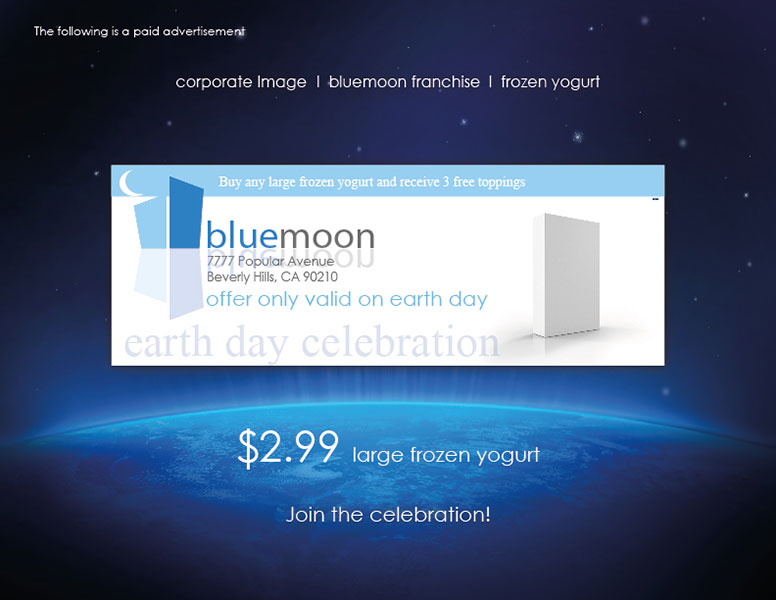 The following is a paid advertisement
corporate Image | bluemoon franchise | frozen yogurt
Buy any large frozen yogurt and receive 3 free toppings
bluemoon
bluemoon
7777 Popular Avenue
Beverly Hills, CA 90210
offer only valid on earth day
earth day celebration
$2.99 large frozen yogurt
Join the celebration!